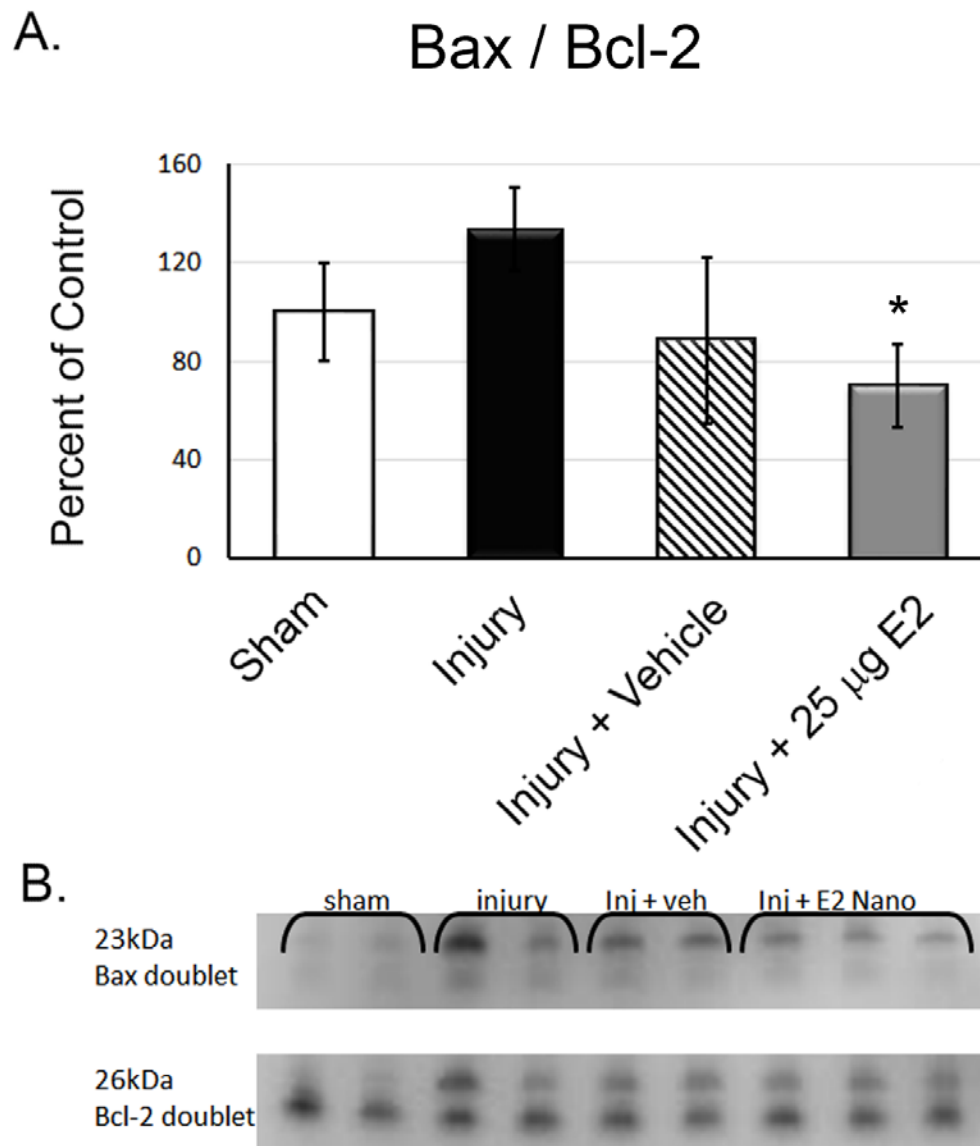 A.
Bax / Bcl-2
Percent of Control
160
120
80
40
0
*
Sham
Injury
Injury + Vehicle
Injury + 25 µg E2
B.
sham injury Inj + veh Inj + E2 Nano
23kDa
Bax doublet
26kDa
Bcl-2 doublet